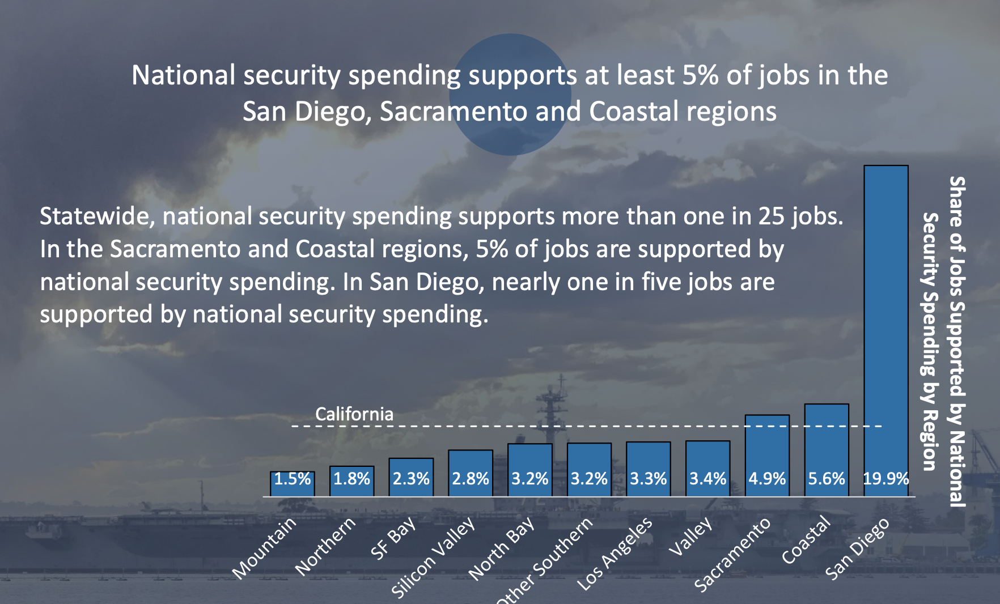 National security spending supports at least 5% of jobs in the
San Diego, Sacramento and Coastal regions
Statewide, national security spending supports more than one in 25 jobs.
In the Sacramento and Coastal regions, 5% of jobs are supported by
national security spending. In San Diego, nearly one in five jobs are
supported by national security spending.
Share of Jobs Supported by National
Security Spending by Region
California
1.5% 1.8% 2.3% 2.8% 3.2% 3.2% 3.3% 3.4% 4.9% 5.6% 19.9%
Mountain
Northern
SF Bay
Silicon Valley
North Bay
Other Southern
Los Angeles
Valley
Sacramento
Coastal
San Diego